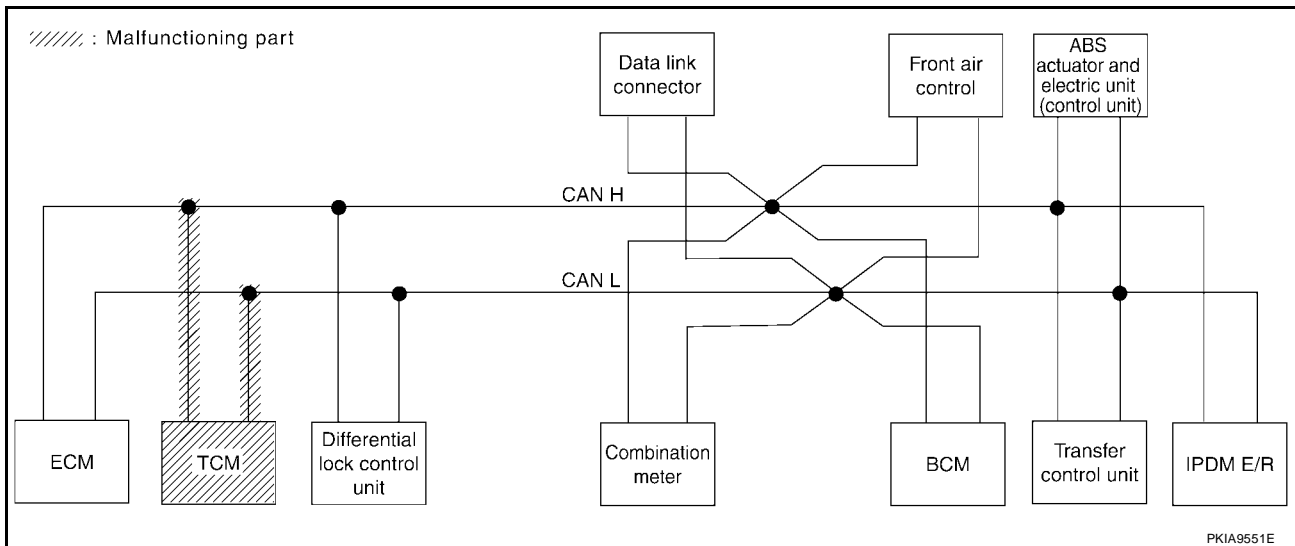 : Malfunctioning part
Data link
connector
Front air
control
ABS
actuator and
electric unit
(control unit)
CAN H
CAN L
ECM
TCM
Differential
lock control
unit
Combination
meter
BCM
Transfer
control unit
IPDM E/R
PKIA9551E